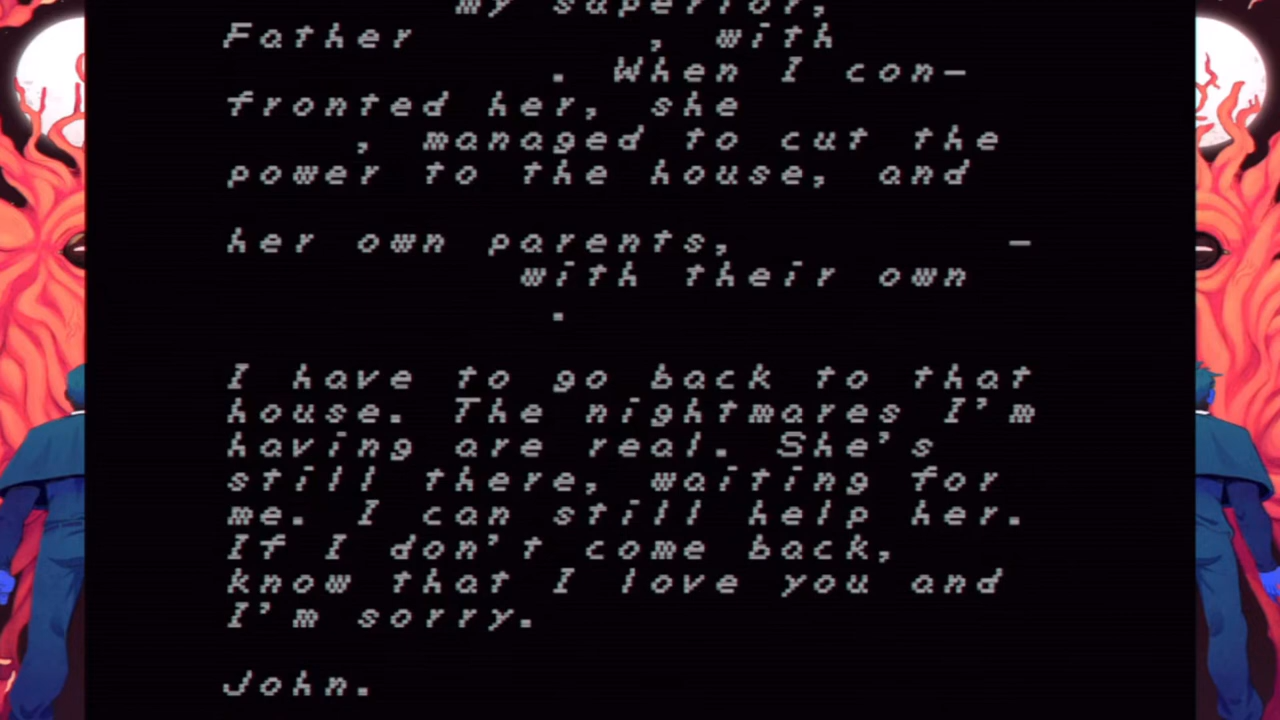 my superior,
Father , with
. When I con-
fronted her, she
, managed to cut the
power to the house, and
her own parents, -
with their own
.
I have to go back to that
house. The nightmares I'm
having are real. She's
still there, waiting for
me. I can still help her.
If I don't come back,
know that I love you and
I'm sorry.
John.